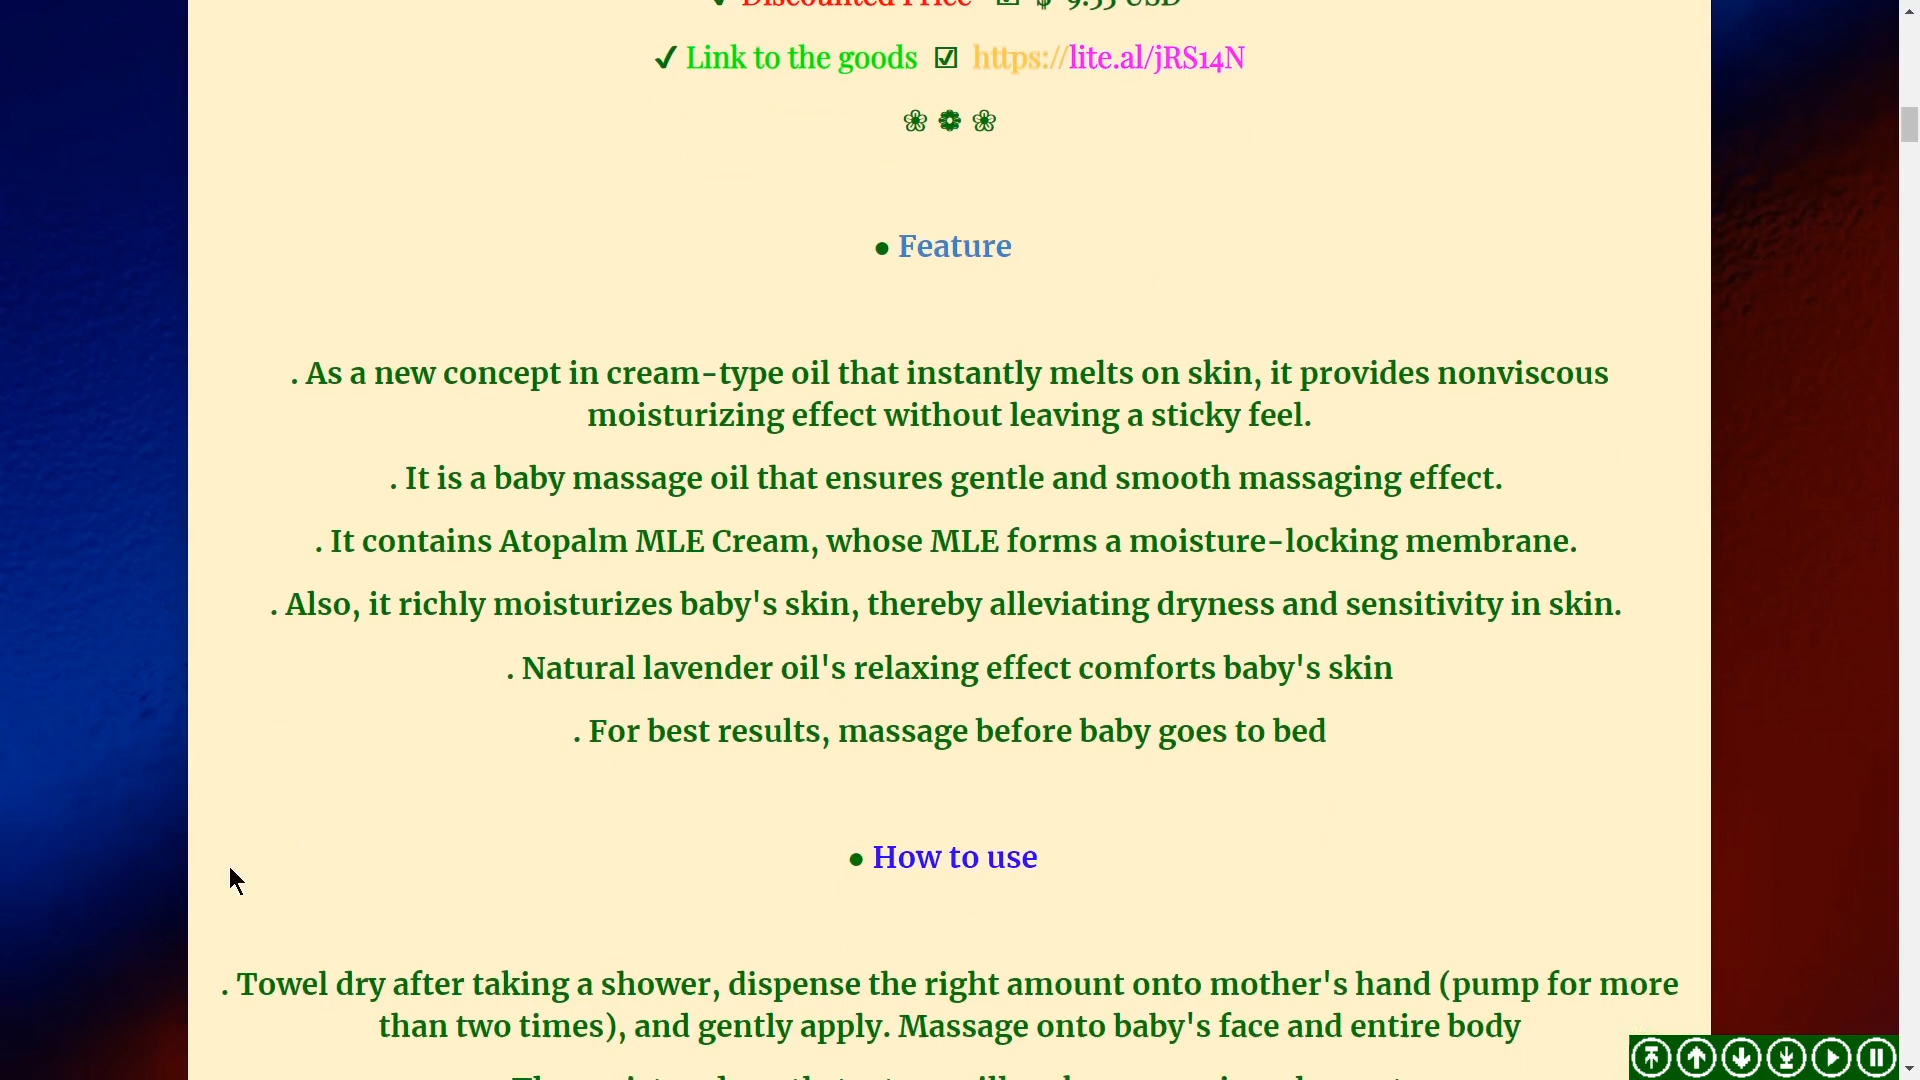 ✓ Discounted Price ☑ $ 9.55 USD
✓ Link to the goods ☑ https://lite.al/jRS14N
❀ ❁ ❀
● Feature
. As a new concept in cream-type oil that instantly melts on skin, it provides nonviscous
moisturizing effect without leaving a sticky feel.
. It is a baby massage oil that ensures gentle and smooth massaging effect.
. It contains Atopalm MLE Cream, whose MLE forms a moisture-locking membrane.
. Also, it richly moisturizes baby's skin, thereby alleviating dryness and sensitivity in skin.
. Natural lavender oil's relaxing effect comforts baby's skin
. For best results, massage before baby goes to bed
● How to use
. Towel dry after taking a shower, dispense the right amount onto mother's hand (pump for more
than two times), and gently apply. Massage onto baby's face and entire body